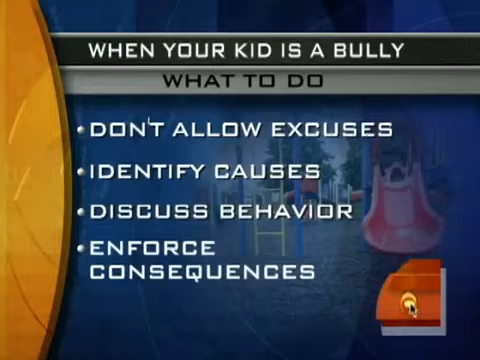 WHEN YOUR KID IS A BULLY
WHAT TO DO
• DON'T ALLOW EXCUSES
• IDENTIFY CAUSES
• DISCUSS BEHAVIOR
• ENFORCE
CONSEQUENCES